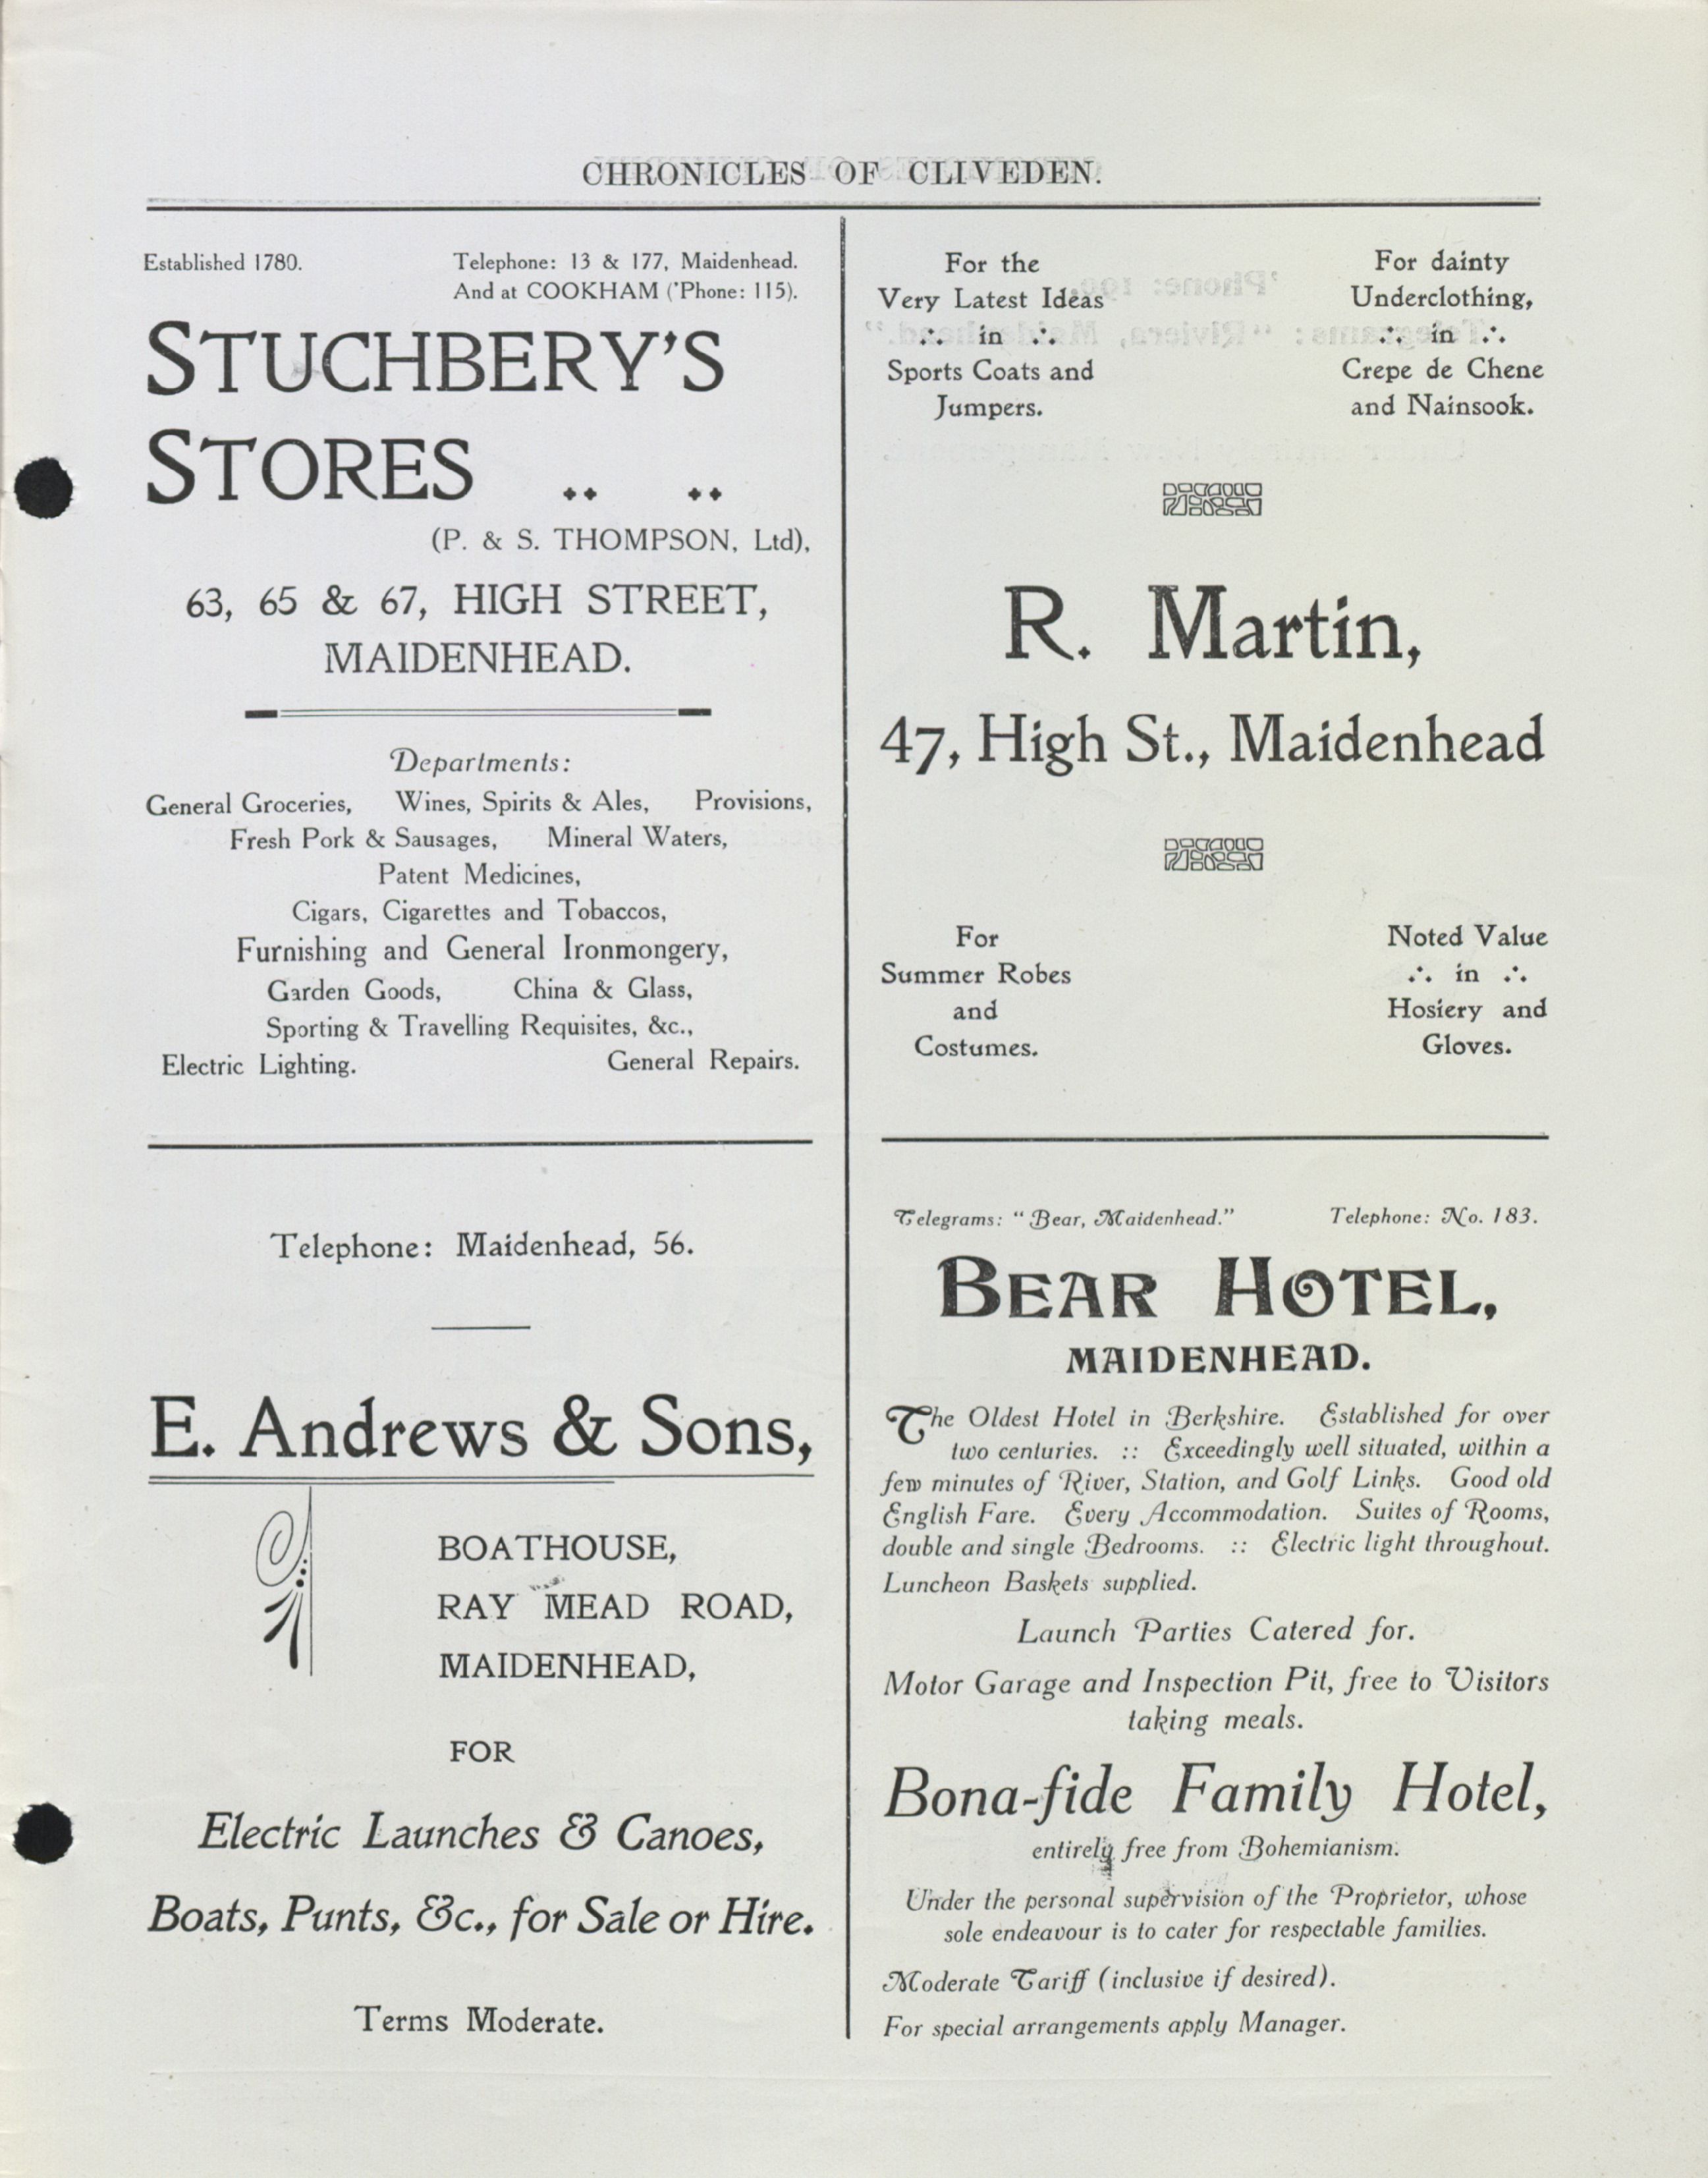 CHRONICLES OF CLIVEDEN.
Established 1780.
Telephone: 13 & 177, Maidenhead.
And at COOKHAM ('Phone: 115).
STUCHBERY'S
STORES .. ..
(P. & S. THOMPSON, Ltd),
63, 65 & 67, HIGH STREET,
MAIDENHEAD.
Departments:
General Groceries, Wines, Spirits & Ales, Provisions,
Fresh Pork & Sausages, Mineral Waters,
Patent Medicines,
Cigars, Cigarettes and Tobaccos,
Furnishing and General Ironmongery,
Garden Goods, China & Glass,
Sporting & Travelling Requisites, &c.,
Electric Lighting. General Repairs.
Telephone: Maidenhead, 56.
E. Andrews & Sons,
BOATHOUSE,
RAY MEAD ROAD,
MAIDENHEAD,
FOR
Electric Launches & Canoes,
Boats, Punts, &c., for Sale or Hire.
Terms Moderate.
For the
Very Latest Ideas
∵ in ∴
Sports Coats and
Jumpers.
For dainty
Underclothing,
∵ in ∴
Crepe de Chene
and Nainsook.
R. Martin,
47, High St., Maidenhead
For
Summer Robes
and
Costumes.
Noted Value
∴ in ∴
Hosiery and
Gloves.
Telegrams: "Bear, Maidenhead." Telephone: No. 183.
BEAR HOTEL,
MAIDENHEAD.
The Oldest Hotel in Berkshire. Established for over
two centuries. :: Exceedingly well situated, within a
few minutes of River, Station, and Golf Links. Good old
English Fare. Every Accommodation. Suites of Rooms,
double and single Bedrooms. :: Electric light throughout.
Luncheon Baskets supplied.
Launch Parties Catered for.
Motor Garage and Inspection Pit, free to Visitors
taking meals.
Bona-fide Family Hotel,
entirely free from Bohemianism.
Under the personal supervision of the Proprietor, whose
sole endeavour is to cater for respectable families.
Moderate Tariff (inclusive if desired).
For special arrangements apply Manager.